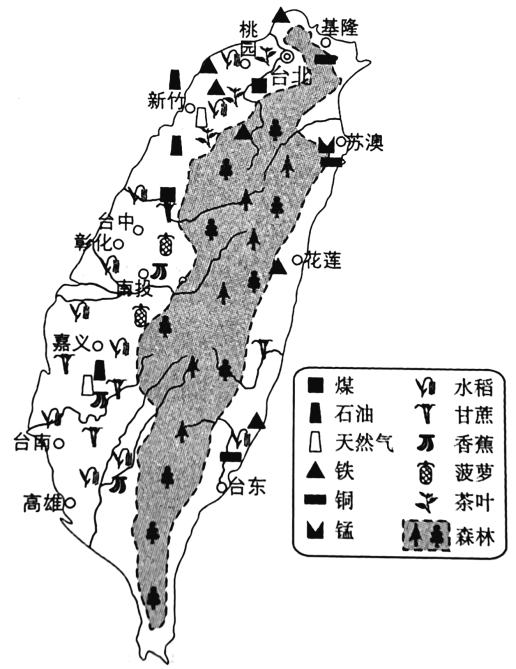 基隆
桃园
台北
新竹
苏澳
台中
彰化
花莲
南投
嘉义
台南
台东
高雄
煤 水稻
石油 甘蔗
天然气 香蕉
铁 菠萝
铜 茶叶
锰 森林